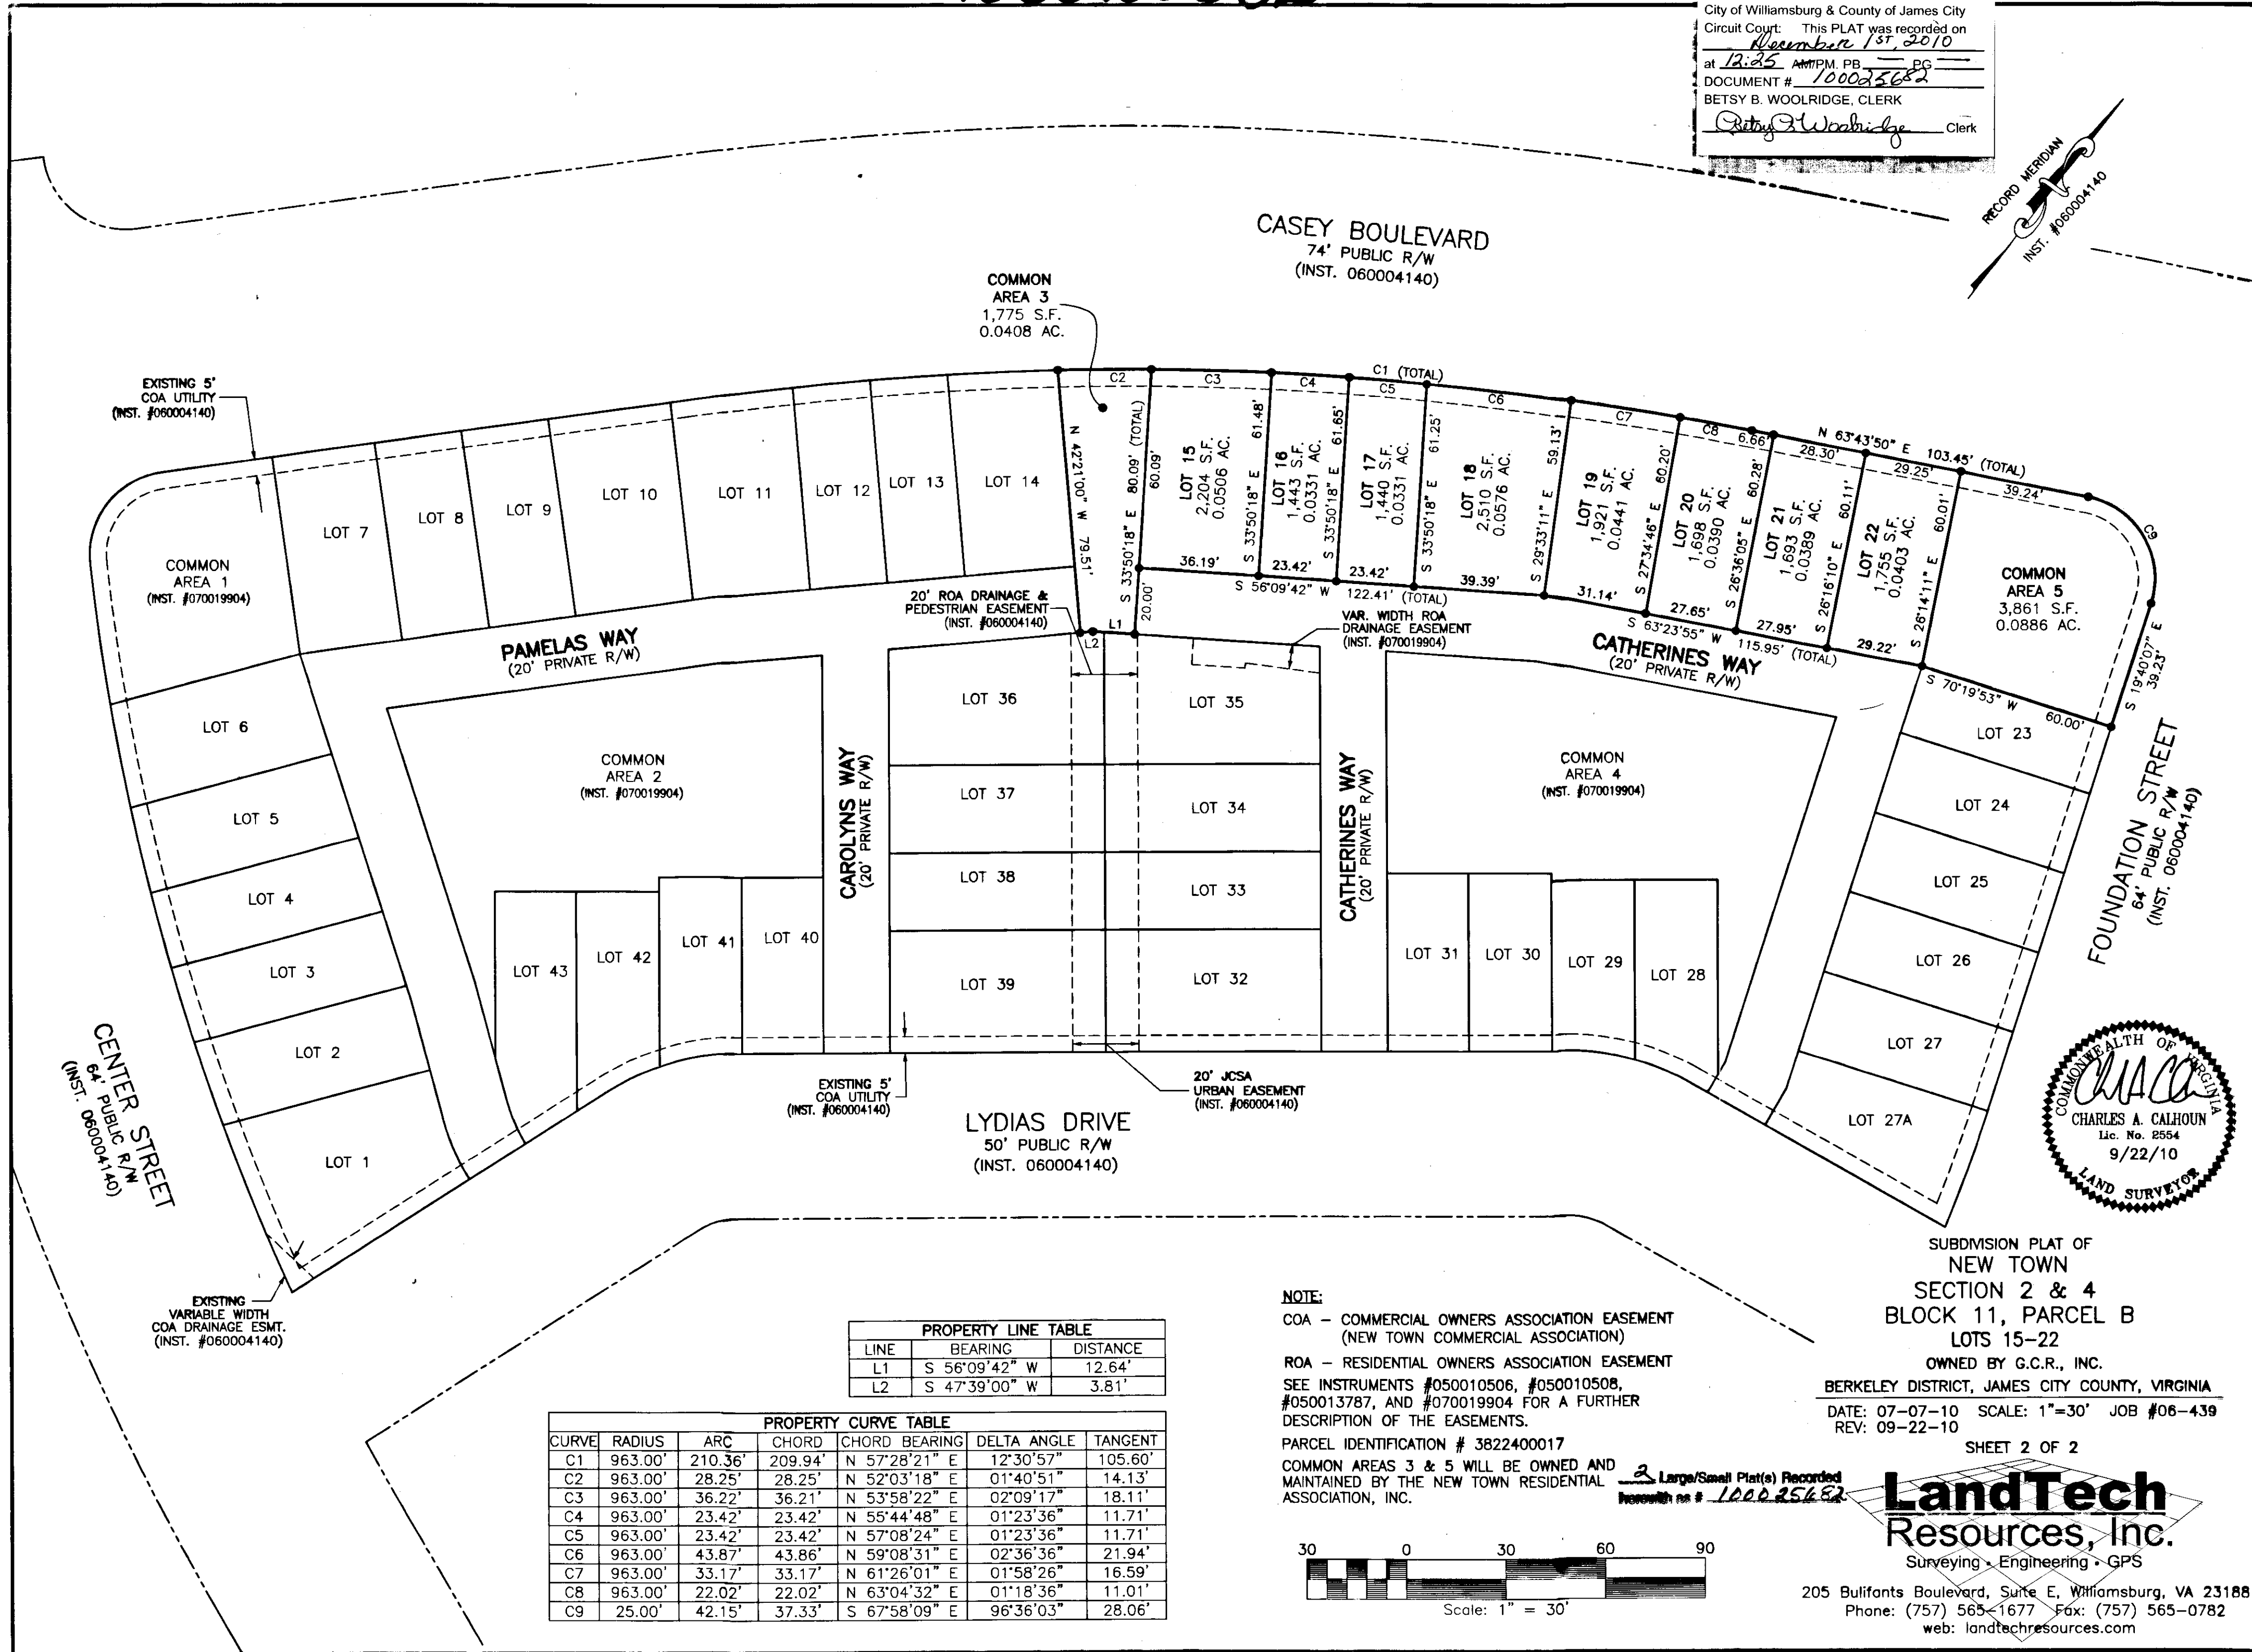 City of Williamsburg & County of James City
Circuit Court: This PLAT was recorded on
December 1ST, 2010
at 12:25 AM/PM. PB — PG —
DOCUMENT # 100025682
BETSY B. WOOLRIDGE, CLERK
Betsy B Woolridge Clerk
RECORD MERIDIAN
INST. #060004140
CASEY BOULEVARD
74' PUBLIC R/W
(INST. 060004140)
COMMON
AREA 3
1,775 S.F.
0.0408 AC.
EXISTING 5'
COA UTILITY
(INST. #060004140)
C2
C3
C4
C1 (TOTAL)
C5
C6
C7
C8
6.66'
N 63°43'50" E 103.45' (TOTAL)
28.30'
29.25'
39.24'
C9
COMMON
AREA 1
(INST. #070019904)
LOT 7
LOT 8
LOT 9
LOT 10
LOT 11
LOT 12
LOT 13
LOT 14
N 42°21'00" W 79.51'
S 33°50'18" E 80.09' (TOTAL)
60.09'
20.00'
LOT 15
2,204 S.F.
0.0506 AC.
S 33°50'18" E 61.48'
LOT 16
1,443 S.F.
0.0331 AC.
S 33°50'18" E 61.65'
LOT 17
1,440 S.F.
0.0331 AC.
S 33°50'18" E 61.25'
LOT 18
2,510 S.F.
0.0576 AC.
S 29°33'11" E 59.13'
LOT 19
1,921 S.F.
0.0441 AC.
S 27°34'46" E 60.20'
LOT 20
1,698 S.F.
0.0390 AC.
S 26°36'05" E 60.28'
LOT 21
1,693 S.F.
0.0389 AC.
S 26°16'10" E 60.11'
LOT 22
1,755 S.F.
0.0403 AC.
S 26°14'11" E 60.01'
COMMON
AREA 5
3,861 S.F.
0.0886 AC.
S 19°40'07" E
39.23'
36.19'
23.42'
23.42'
39.39'
31.14'
27.65'
27.95'
29.22'
S 56°09'42" W 122.41' (TOTAL)
S 63°23'55" W 115.95' (TOTAL)
S 70°19'53" W 60.00'
20' ROA DRAINAGE &
PEDESTRIAN EASEMENT
(INST. #060004140)
L1
L2
VAR. WIDTH ROA
DRAINAGE EASEMENT
(INST. #070019904)
PAMELAS WAY
(20' PRIVATE R/W)
CATHERINES WAY
(20' PRIVATE R/W)
LOT 6
LOT 5
LOT 4
LOT 3
LOT 2
LOT 1
COMMON
AREA 2
(INST. #070019904)
CAROLYNS WAY
(20' PRIVATE R/W)
LOT 36
LOT 35
LOT 37
LOT 34
LOT 38
LOT 33
LOT 39
LOT 32
CATHERINES WAY
(20' PRIVATE R/W)
COMMON
AREA 4
(INST. #070019904)
LOT 23
LOT 24
LOT 25
LOT 26
LOT 27
LOT 27A
FOUNDATION STREET
64' PUBLIC R/W
(INST. 060004140)
LOT 43
LOT 42
LOT 41
LOT 40
LOT 31
LOT 30
LOT 29
LOT 28
CENTER STREET
64' PUBLIC R/W
(INST. 060004140)
EXISTING 5'
COA UTILITY
(INST. #060004140)
20' JCSA
URBAN EASEMENT
(INST. #060004140)
LYDIAS DRIVE
50' PUBLIC R/W
(INST. 060004140)
EXISTING
VARIABLE WIDTH
COA DRAINAGE ESMT.
(INST. #060004140)
COMMONWEALTH OF VIRGINIA
CHARLES A. CALHOUN
Lic. No. 2554
9/22/10
LAND SURVEYOR
SUBDIVISION PLAT OF
NEW TOWN
SECTION 2 & 4
BLOCK 11, PARCEL B
LOTS 15-22
OWNED BY G.C.R., INC.
BERKELEY DISTRICT, JAMES CITY COUNTY, VIRGINIA
DATE: 07-07-10 SCALE: 1"=30' JOB #06-439
REV: 09-22-10
SHEET 2 OF 2
PROPERTY LINE TABLE
LINE BEARING DISTANCE
L1 S 56°09'42" W 12.64'
L2 S 47°39'00" W 3.81'
PROPERTY CURVE TABLE
CURVE RADIUS ARC CHORD CHORD BEARING DELTA ANGLE TANGENT
C1 963.00' 210.36' 209.94' N 57°28'21" E 12°30'57" 105.60'
C2 963.00' 28.25' 28.25' N 52°03'18" E 01°40'51" 14.13'
C3 963.00' 36.22' 36.21' N 53°58'22" E 02°09'17" 18.11'
C4 963.00' 23.42' 23.42' N 55°44'48" E 01°23'36" 11.71'
C5 963.00' 23.42' 23.42' N 57°08'24" E 01°23'36" 11.71'
C6 963.00' 43.87' 43.86' N 59°08'31" E 02°36'36" 21.94'
C7 963.00' 33.17' 33.17' N 61°26'01" E 01°58'26" 16.59'
C8 963.00' 22.02' 22.02' N 63°04'32" E 01°18'36" 11.01'
C9 25.00' 42.15' 37.33' S 67°58'09" E 96°36'03" 28.06'
NOTE:
COA – COMMERCIAL OWNERS ASSOCIATION EASEMENT
(NEW TOWN COMMERCIAL ASSOCIATION)
ROA – RESIDENTIAL OWNERS ASSOCIATION EASEMENT
SEE INSTRUMENTS #050010506, #050010508,
#050013787, AND #070019904 FOR A FURTHER
DESCRIPTION OF THE EASEMENTS.
PARCEL IDENTIFICATION # 3822400017
COMMON AREAS 3 & 5 WILL BE OWNED AND
MAINTAINED BY THE NEW TOWN RESIDENTIAL
ASSOCIATION, INC.
2 Large/Small Plat(s) Recorded
herewith as # 100025682
30 0 30 60 90
Scale: 1" = 30'
LandTech
Resources, Inc.
Surveying • Engineering • GPS
205 Bulifants Boulevard, Suite E, Williamsburg, VA 23188
Phone: (757) 565-1677 Fax: (757) 565-0782
web: landtechresources.com